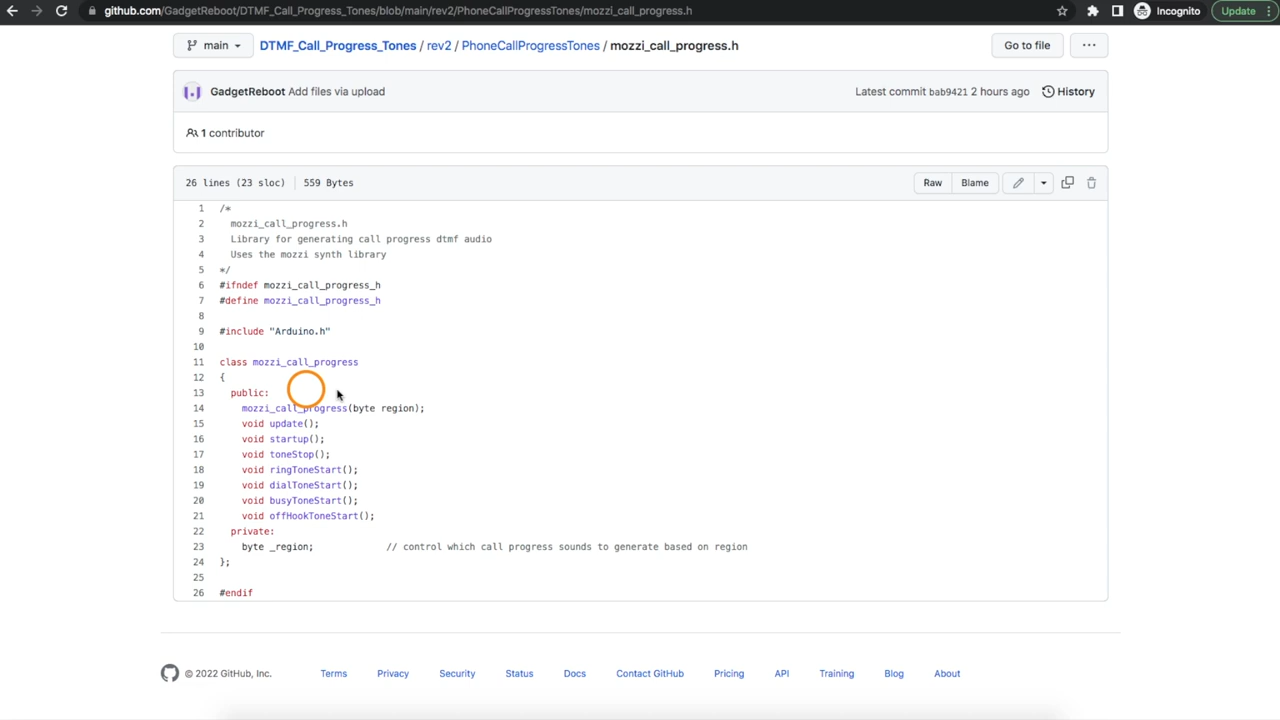 github.com/GadgetReboot/DTMF_Call_Progress_Tones/blob/main/rev2/PhoneCallProgressTones/mozzi_call_progress.h Incognito Update
main DTMF_Call_Progress_Tones / rev2 / PhoneCallProgressTones / mozzi_call_progress.h Go to file ...
GadgetReboot Add files via upload Latest commit bab9421 2 hours ago History
1 contributor
26 lines (23 sloc) 559 Bytes Raw Blame
1 /*
2 mozzi_call_progress.h
3 Library for generating call progress dtmf audio
4 Uses the mozzi synth library
5 */
6 #ifndef mozzi_call_progress_h
7 #define mozzi_call_progress_h
8
9 #include "Arduino.h"
10
11 class mozzi_call_progress
12 {
13 public:
14 mozzi_call_progress(byte region);
15 void update();
16 void startup();
17 void toneStop();
18 void ringToneStart();
19 void dialToneStart();
20 void busyToneStart();
21 void offHookToneStart();
22 private:
23 byte _region; // control which call progress sounds to generate based on region
24 };
25
26 #endif
© 2022 GitHub, Inc. Terms Privacy Security Status Docs Contact GitHub Pricing API Training Blog About